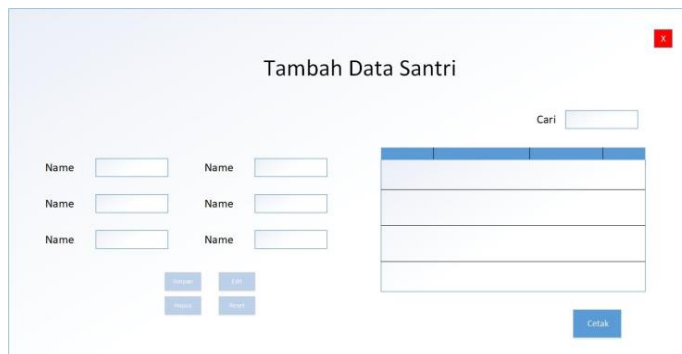 X
Tambah Data Santri
Cari
Name Name
Name Name
Name Name
Simpan Edit
Hapus Reset
Cetak